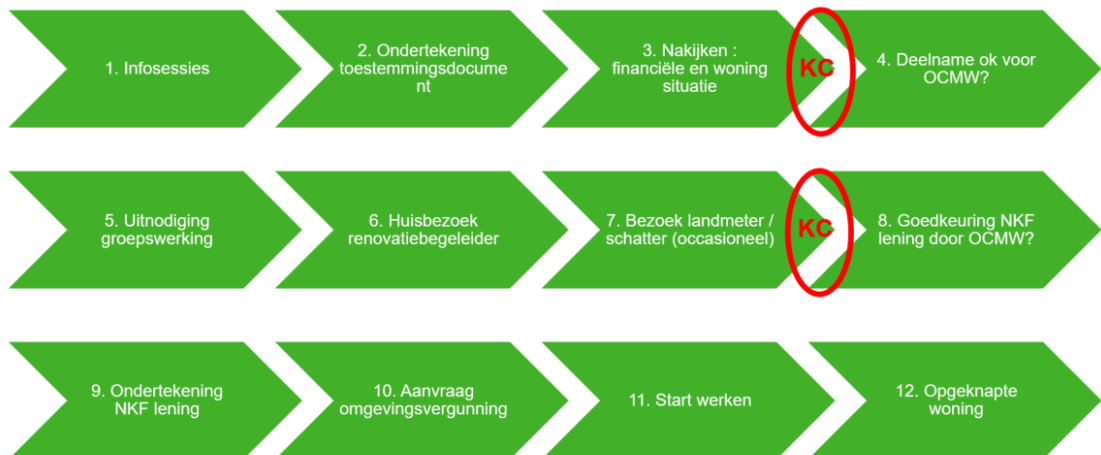 1. Infosessies
2. Ondertekening
toestemmingsdocume
nt
3. Nakijken :
financiële en woning
situatie
KC
4. Deelname ok voor
OCMW?
5. Uitnodiging
groepswerking
6. Huisbezoek
renovatiebegeleider
7. Bezoek landmeter /
schatter (occasioneel)
KC
8. Goedkeuring NKF
lening door OCMW?
9. Ondertekening
NKF lening
10. Aanvraag
omgevingsvergunning
11. Start werken
12. Opgeknapte
woning